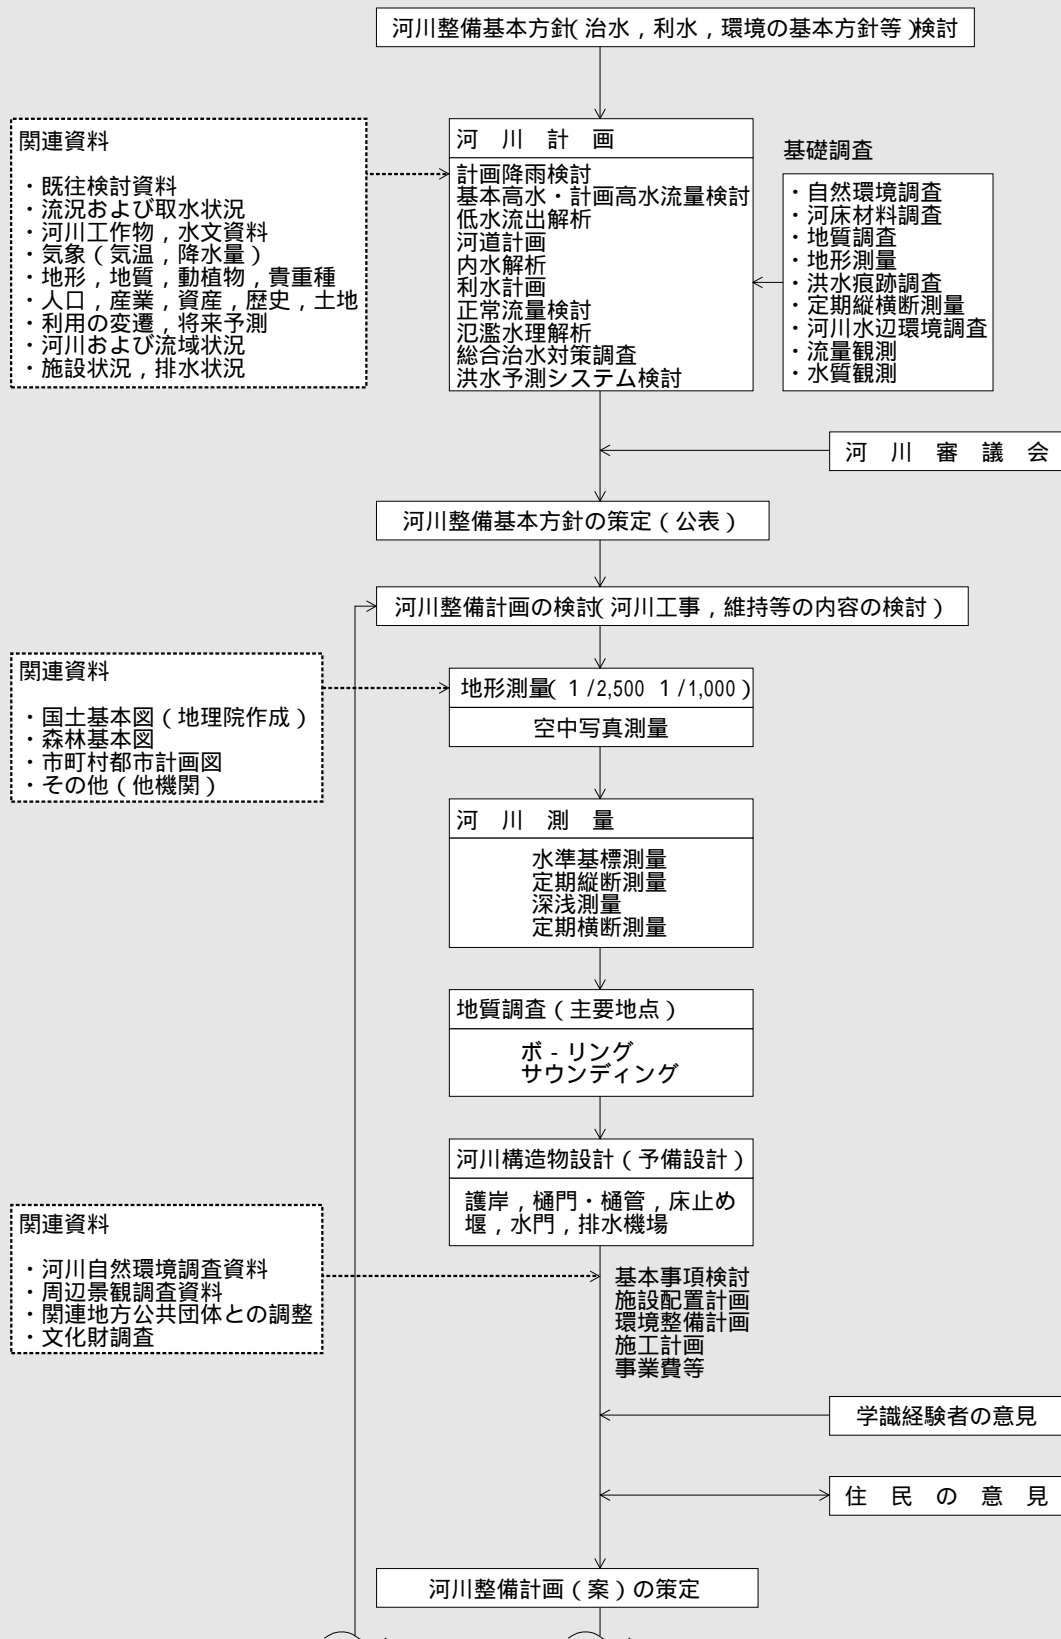 河川整備基本方針(治水,利水,環境の基本方針等)検討
関連資料
・既往検討資料
・流況および取水状況
・河川工作物,水文資料
・気象(気温,降水量)
・地形,地質,動植物,貴重種
・人口,産業,資産,歴史,土地
・利用の変遷,将来予測
・河川および流域状況
・施設状況,排水状況
河川計画
計画降雨検討
基本高水・計画高水流量検討
低水流出解析
河道計画
内水解析
利水計画
正常流量検討
氾濫水理解析
総合治水対策調査
洪水予測システム検討
基礎調査
・自然環境調査
・河床材料調査
・地質調査
・地形測量
・洪水痕跡調査
・定期縦横断測量
・河川水辺環境調査
・流量観測
・水質観測
河川審議会
河川整備基本方針の策定(公表)
河川整備計画の検討(河川工事,維持等の内容の検討)
関連資料
・国土基本図(地理院作成)
・森林基本図
・市町村都市計画図
・その他(他機関)
地形測量(1/2,500 1/1,000)
空中写真測量
河川測量
水準基標測量
定期縦断測量
深浅測量
定期横断測量
地質調査(主要地点)
ボ-リング
サウンディング
河川構造物設計(予備設計)
護岸,樋門・樋管,床止め
堰,水門,排水機場
関連資料
・河川自然環境調査資料
・周辺景観調査資料
・関連地方公共団体との調整
・文化財調査
基本事項検討
施設配置計画
環境整備計画
施工計画
事業費等
学識経験者の意見
住民の意見
河川整備計画(案)の策定